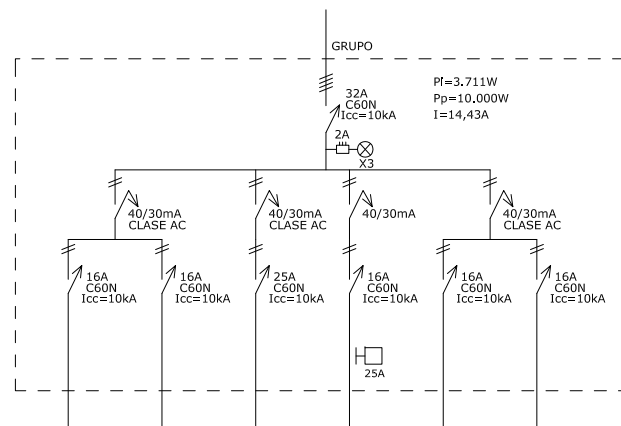 GRUPO
Pi=3.711W
Pp=10.000W
I=14,43A
32A
C60N
Icc=10kA
2A
X3
40/30mA
CLASE AC
40/30mA
CLASE AC
40/30mA
40/30mA
CLASE AC
16A
C60N
Icc=10kA
16A
C60N
Icc=10kA
25A
C60N
Icc=10kA
16A
C60N
Icc=10kA
16A
C60N
Icc=10kA
16A
C60N
Icc=10kA
25A